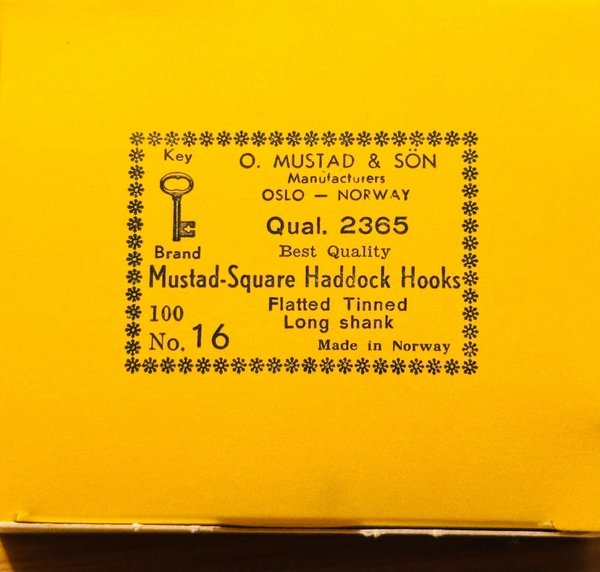 Key
O. MUSTAD & SÖN
Manufacturers
OSLO — NORWAY
Qual. 2365
Brand
Best Quality
Mustad-Square Haddock Hooks
Flatted Tinned
100
Long shank
No. 16
Made in Norway